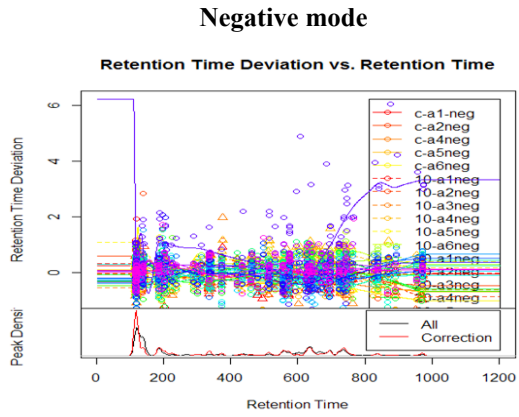 Negative mode
Retention Time Deviation vs. Retention Time
Retention Time Deviation
6
4
2
0
c-a1-neg
c-a2neg
c-a4neg
c-a5neg
c-a6neg
10-a1neg
10-a2neg
10-a3neg
10-a4neg
10-a5neg
10-a6neg
Peak Densi
All
Correction
0
200
400
600
800
1000
1200
Retention Time